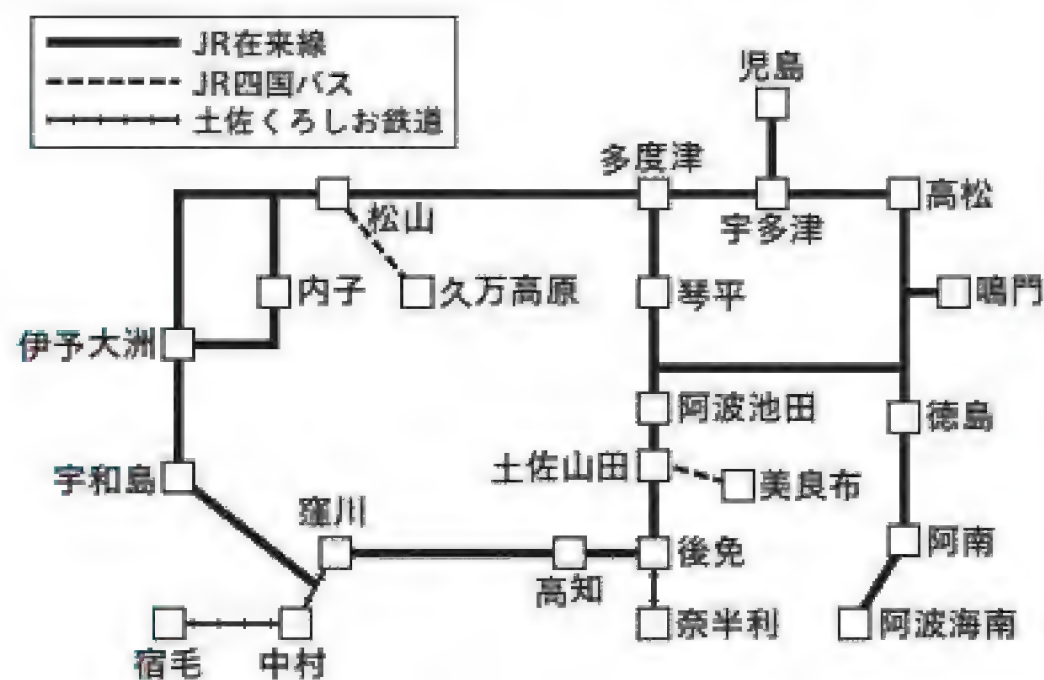 JR在来線
JR四国バス
土佐くろしお鉄道
児島
多度津
高松
松山
宇多津
内子
久万高原
琴平
鳴門
伊予大洲
阿波池田
徳島
土佐山田
宇和島
美良布
窪川
後免
阿南
高知
奈半利
阿波海南
宿毛
中村